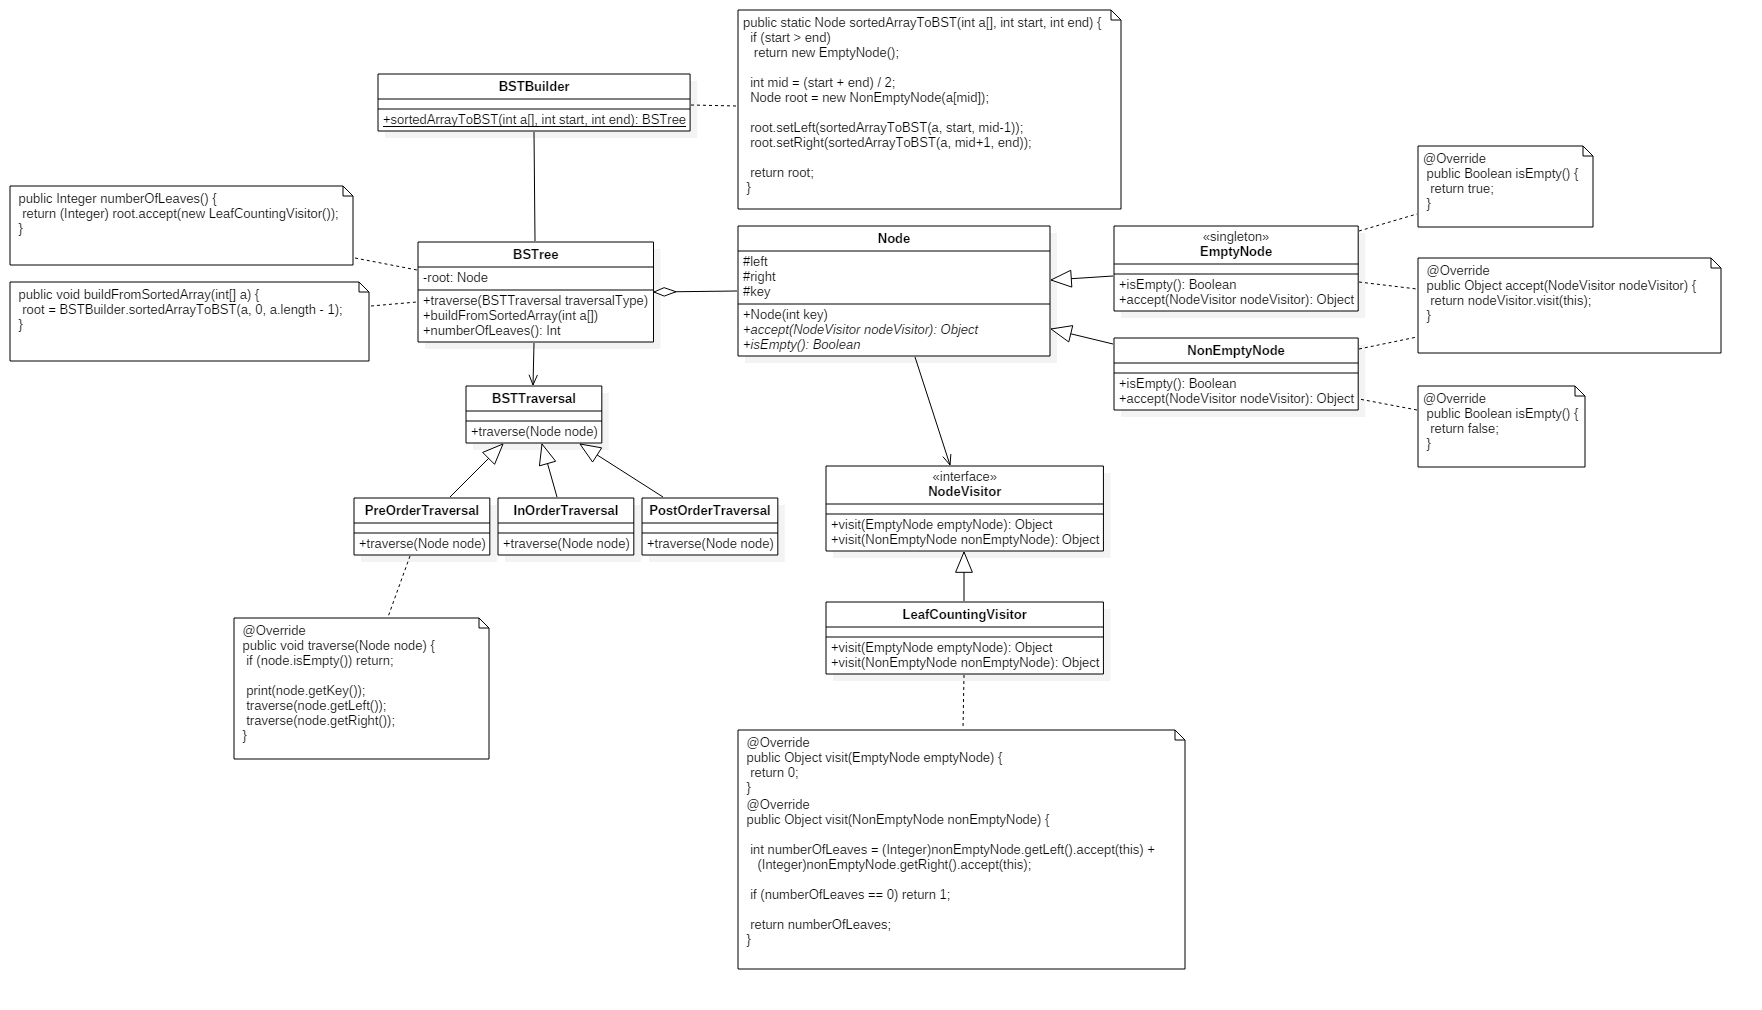 public static Node sortedArrayToBST(int a[], int start, int end) {
if (start > end)
return new EmptyNode();
int mid = (start + end) / 2;
Node root = new NonEmptyNode(a[mid]);
root.setLeft(sortedArrayToBST(a, start, mid-1));
root.setRight(sortedArrayToBST(a, mid+1, end));
return root;
}
BSTBuilder
+sortedArrayToBST(int a[], int start, int end): BSTree
@Override
public Boolean isEmpty() {
return true;
}
public Integer numberOfLeaves() {
return (Integer) root.accept(new LeafCountingVisitor());
}
BSTree
-root: Node
+traverse(BSTTraversal traversalType)
+buildFromSortedArray(int a[])
+numberOfLeaves(): Int
Node
#left
#right
#key
+Node(int key)
+accept(NodeVisitor nodeVisitor): Object
+isEmpty(): Boolean
«singleton»
EmptyNode
+isEmpty(): Boolean
+accept(NodeVisitor nodeVisitor): Object
@Override
public Object accept(NodeVisitor nodeVisitor) {
return nodeVisitor.visit(this);
}
public void buildFromSortedArray(int[] a) {
root = BSTBuilder.sortedArrayToBST(a, 0, a.length - 1);
}
NonEmptyNode
+isEmpty(): Boolean
+accept(NodeVisitor nodeVisitor): Object
@Override
public Boolean isEmpty() {
return false;
}
BSTTraversal
+traverse(Node node)
PreOrderTraversal
+traverse(Node node)
InOrderTraversal
+traverse(Node node)
PostOrderTraversal
+traverse(Node node)
«interface»
NodeVisitor
+visit(EmptyNode emptyNode): Object
+visit(NonEmptyNode nonEmptyNode): Object
LeafCountingVisitor
+visit(EmptyNode emptyNode): Object
+visit(NonEmptyNode nonEmptyNode): Object
@Override
public void traverse(Node node) {
if (node.isEmpty()) return;
print(node.getKey());
traverse(node.getLeft());
traverse(node.getRight());
}
@Override
public Object visit(EmptyNode emptyNode) {
return 0;
}
@Override
public Object visit(NonEmptyNode nonEmptyNode) {
int numberOfLeaves = (Integer)nonEmptyNode.getLeft().accept(this) +
(Integer)nonEmptyNode.getRight().accept(this);
if (numberOfLeaves == 0) return 1;
return numberOfLeaves;
}